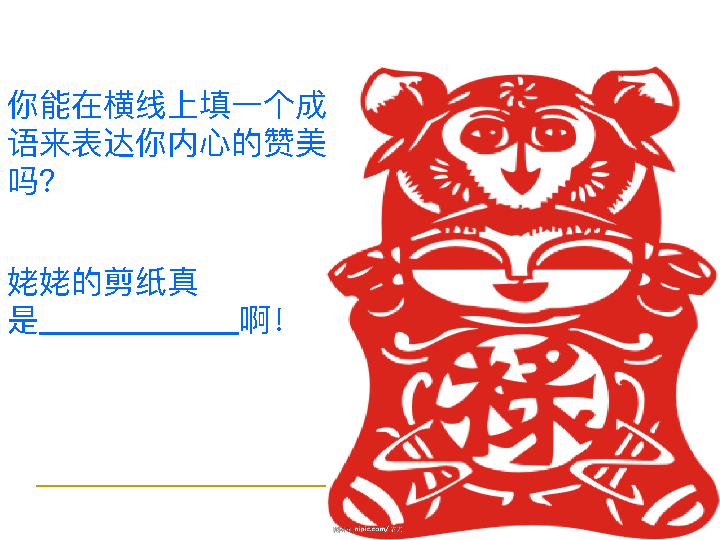 你能在横线上填一个成
语来表达你内心的赞美
吗？
姥姥的剪纸真
是____________啊！
禄
nipic.com/